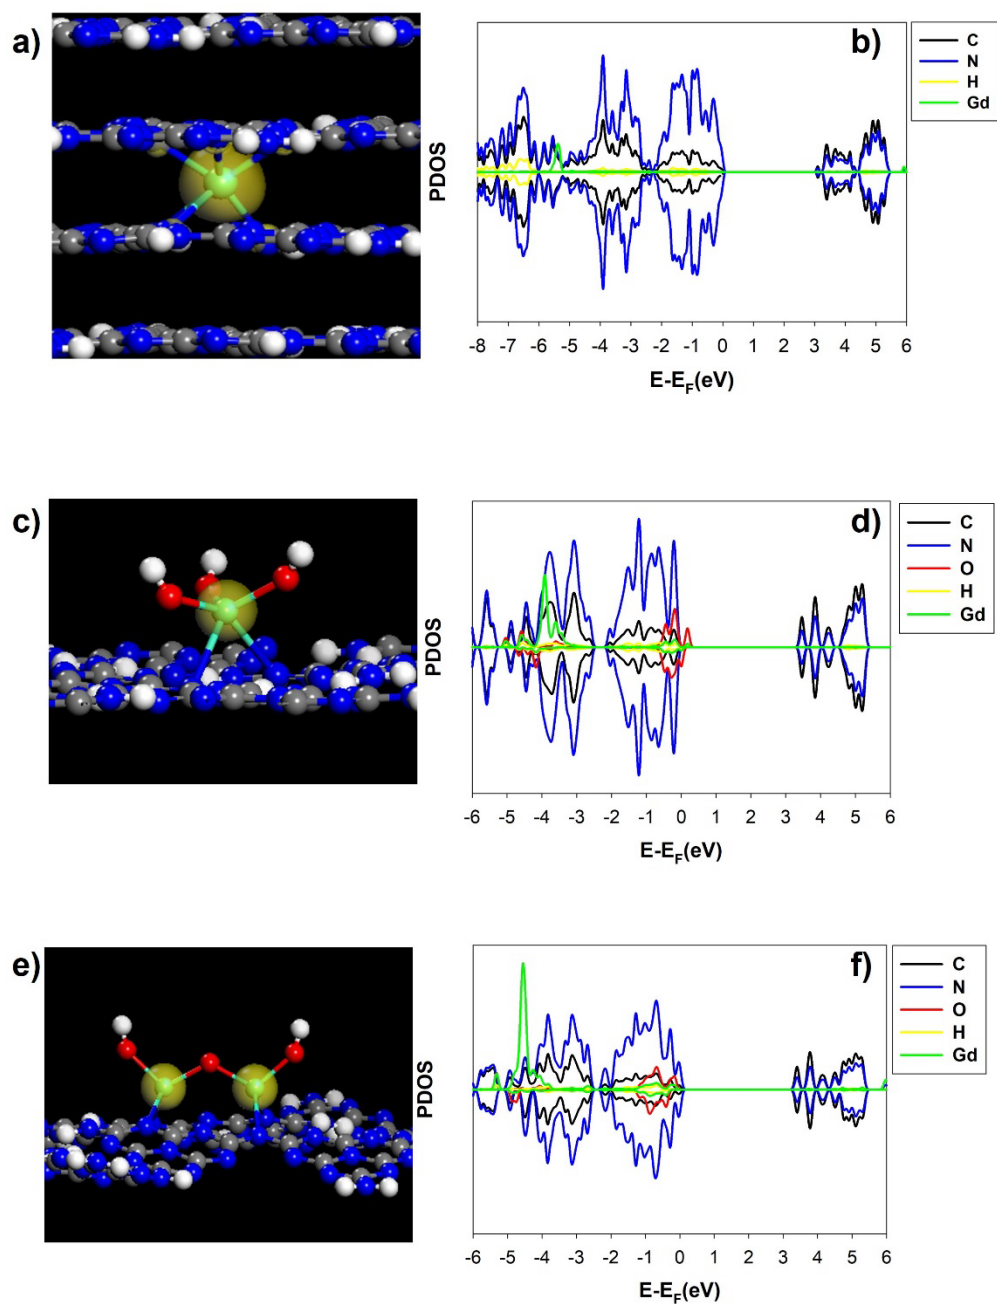 a)
b)
C
N
H
Gd
PDOS
-8 -7 -6 -5 -4 -3 -2 -1 0 1 2 3 4 5 6
E-EF(eV)
c)
d)
C
N
O
H
Gd
PDOS
-6 -5 -4 -3 -2 -1 0 1 2 3 4 5 6
E-EF(eV)
e)
f)
C
N
O
H
Gd
PDOS
-6 -5 -4 -3 -2 -1 0 1 2 3 4 5 6
E-EF(eV)